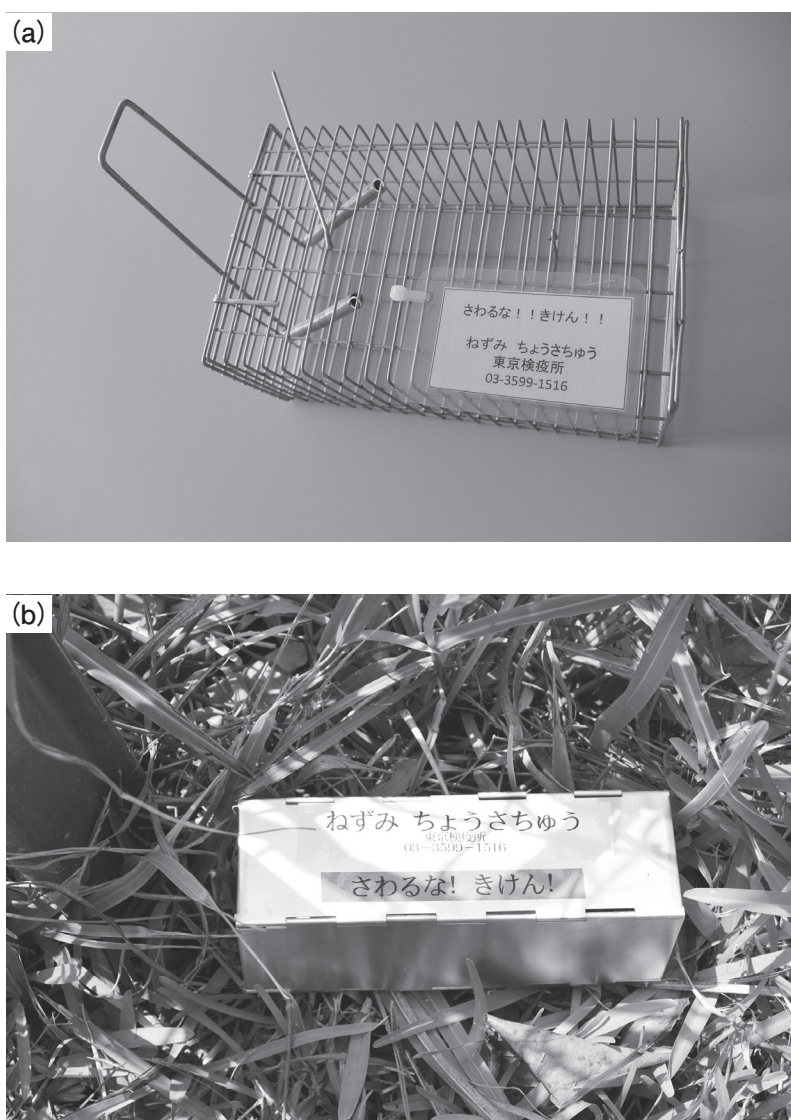 (a)
さわるな！！きけん！！
ねずみ ちょうさちゅう
東京検疫所
03-3599-1516
(b)
ねずみ ちょうさちゅう
東京検疫所
03-3599-1516
さわるな! きけん!